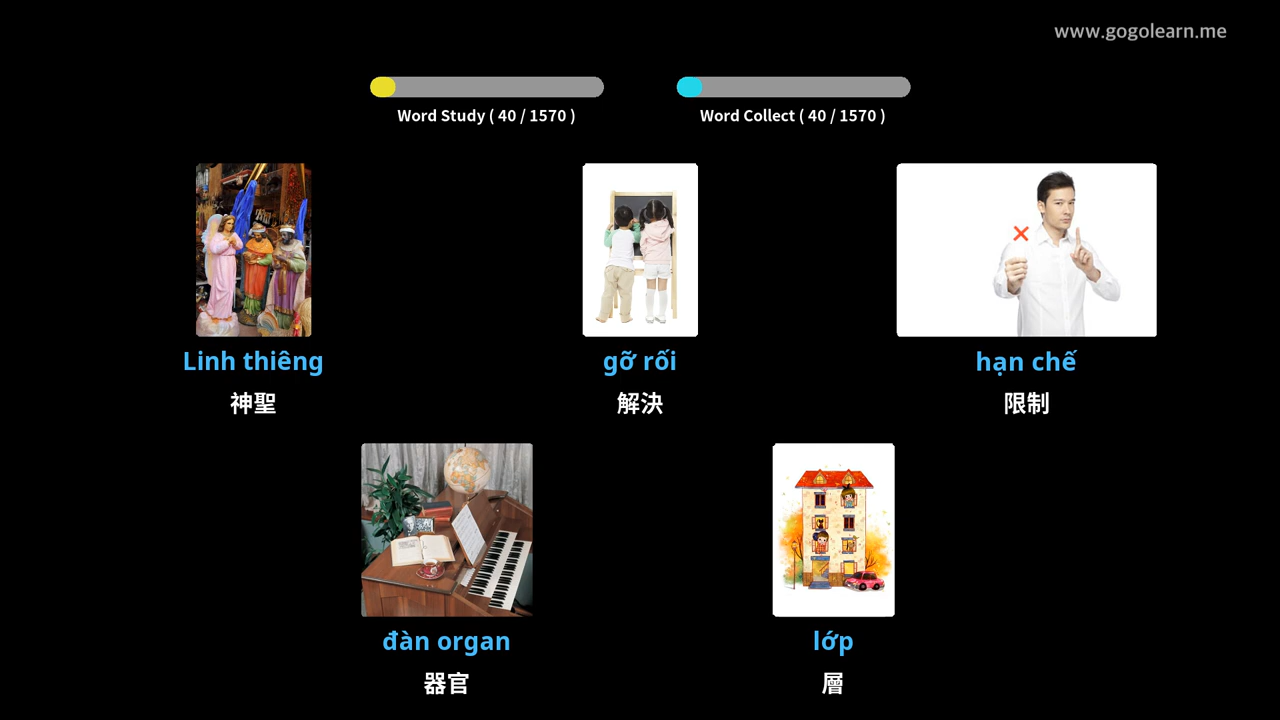 www.gogolearn.me
Word Study ( 40 / 1570 )
Word Collect ( 40 / 1570 )
Linh thiêng
神聖
gỡ rối
解決
hạn chế
限制
đàn organ
器官
lớp
層